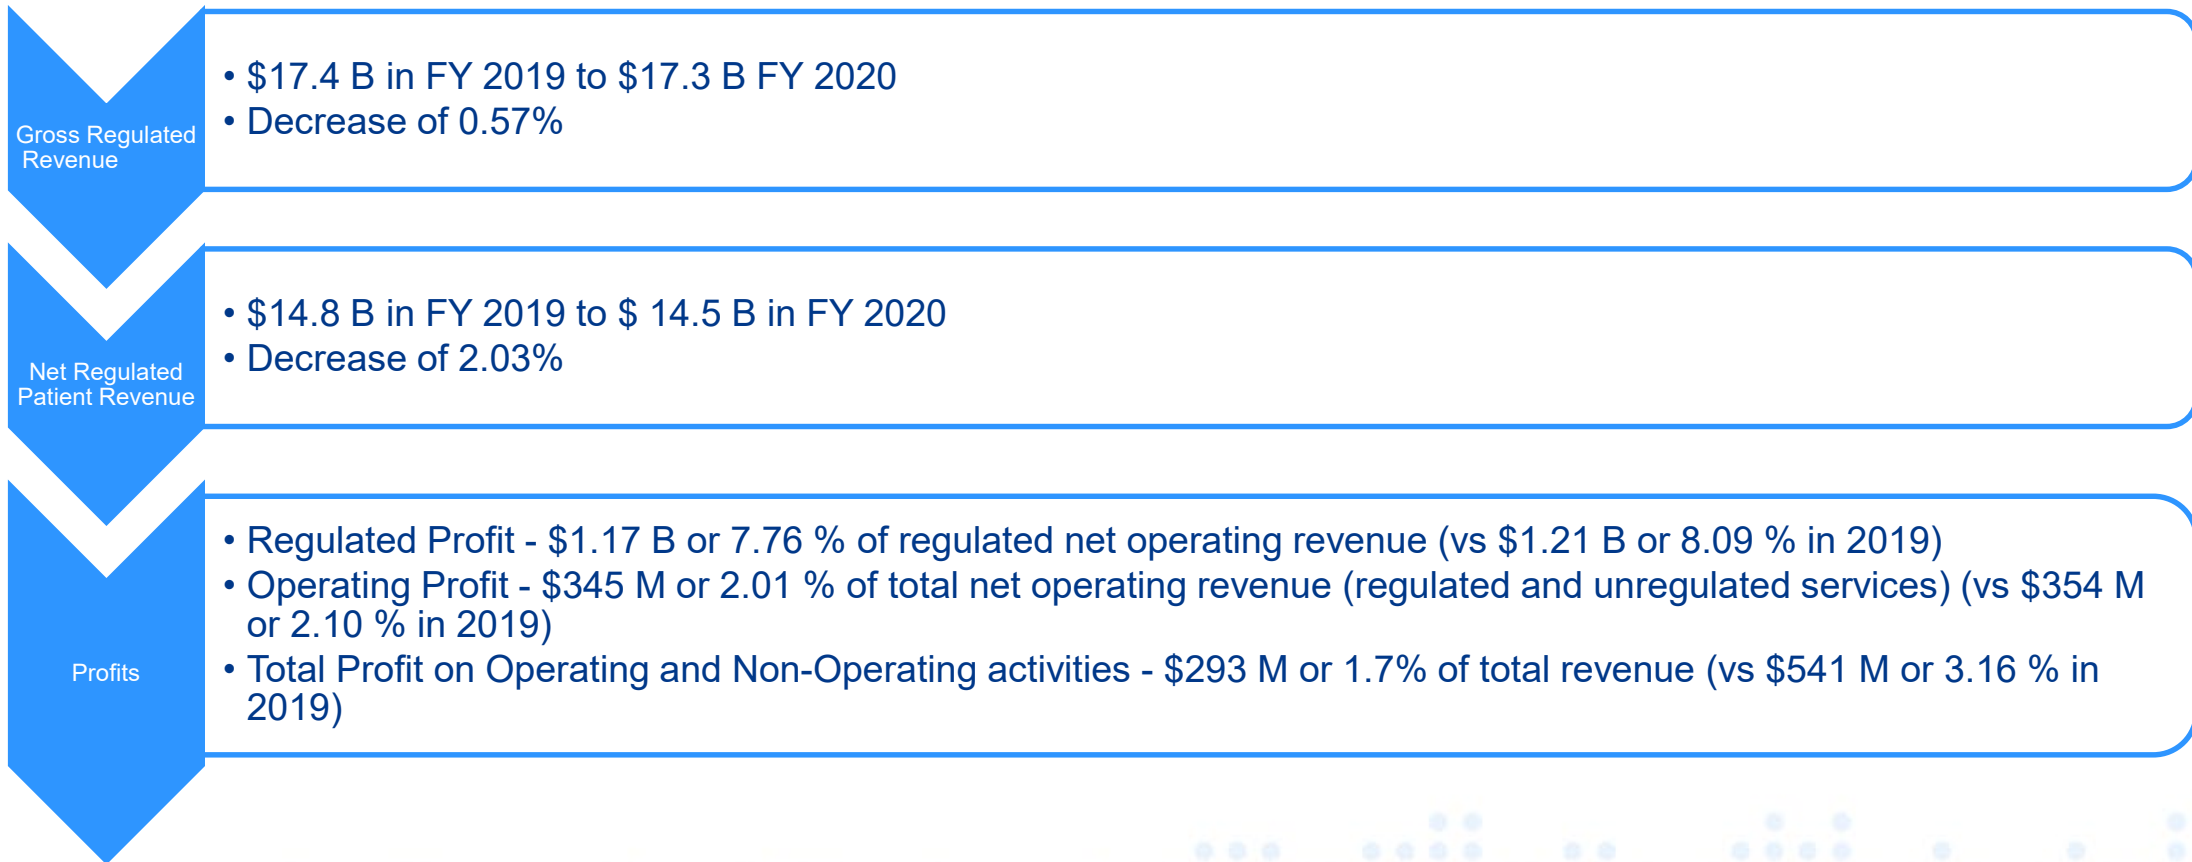 Gross Regulated
Revenue
• $17.4 B in FY 2019 to $17.3 B FY 2020
• Decrease of 0.57%
Net Regulated
Patient Revenue
• $14.8 B in FY 2019 to $ 14.5 B in FY 2020
• Decrease of 2.03%
Profits
• Regulated Profit - $1.17 B or 7.76 % of regulated net operating revenue (vs $1.21 B or 8.09 % in 2019)
• Operating Profit - $345 M or 2.01 % of total net operating revenue (regulated and unregulated services) (vs $354 M
or 2.10 % in 2019)
• Total Profit on Operating and Non-Operating activities - $293 M or 1.7% of total revenue (vs $541 M or 3.16 % in
2019)